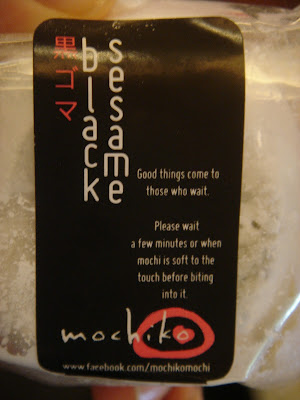 黒ゴマ
black
sesame
Good things come to
those who wait.
Please wait
a few minutes or when
mochi is soft to the
touch before biting
into it.
mochiko
www.facebook.com/mochikomochi